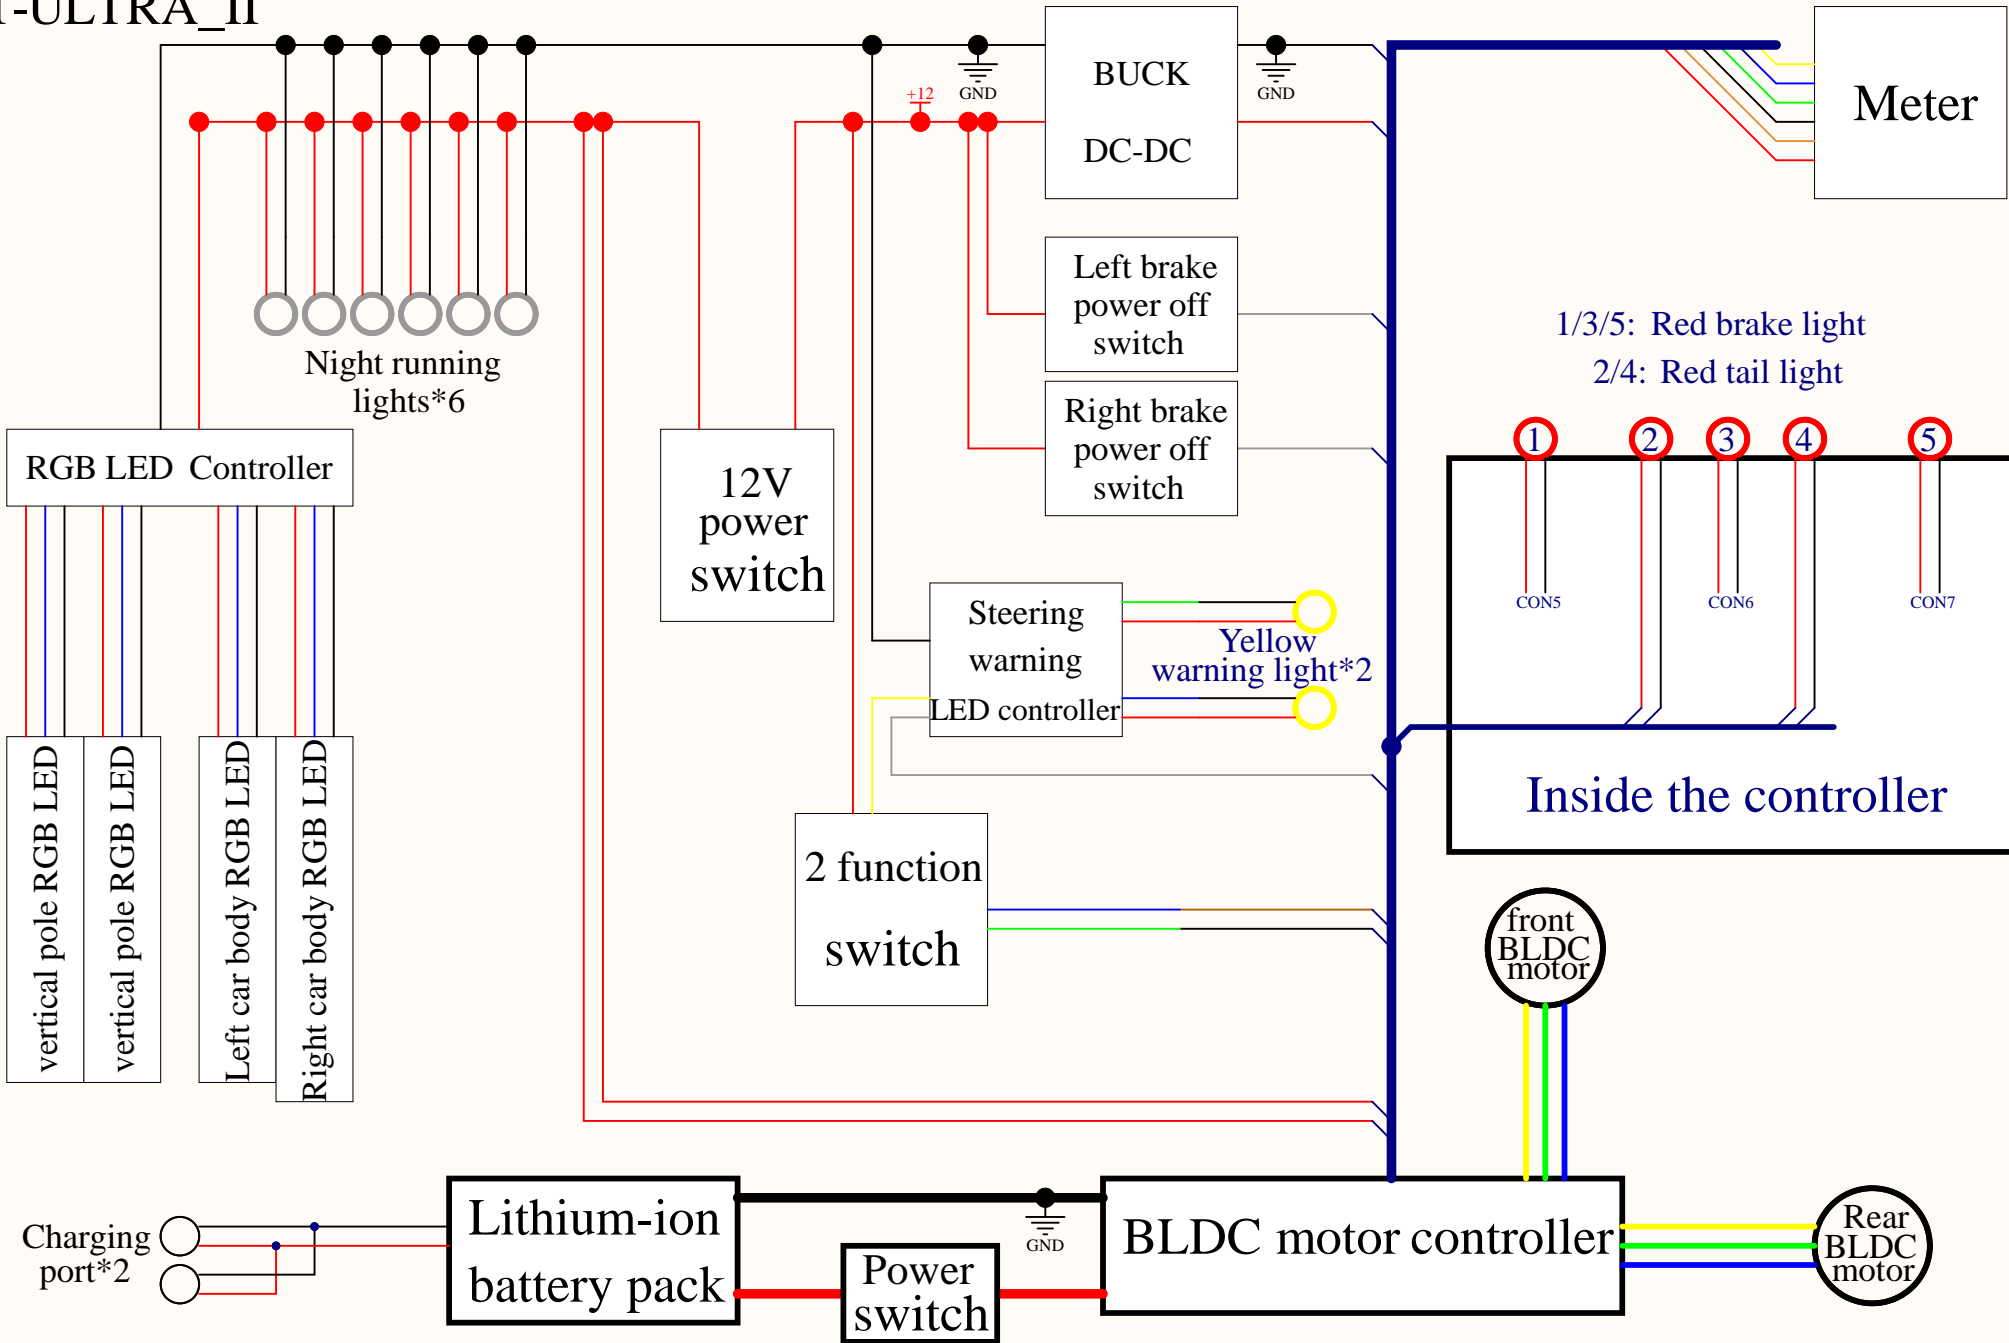 -ULTRA_II
BUCK
DC-DC
GND
GND
+12
Meter
Night running
lights*6
Left brake
power off
switch
Right brake
power off
switch
1/3/5: Red brake light
2/4: Red tail light
1
2
3
4
5
CON5
CON6
CON7
Inside the controller
RGB LED Controller
12V
power
switch
Steering
warning
LED controller
Yellow
warning light*2
2 function
switch
vertical pole RGB LED
vertical pole RGB LED
Left car body RGB LED
Right car body RGB LED
front
BLDC
motor
Charging
port*2
Lithium-ion
battery pack
GND
Power
switch
BLDC motor controller
Rear
BLDC
motor